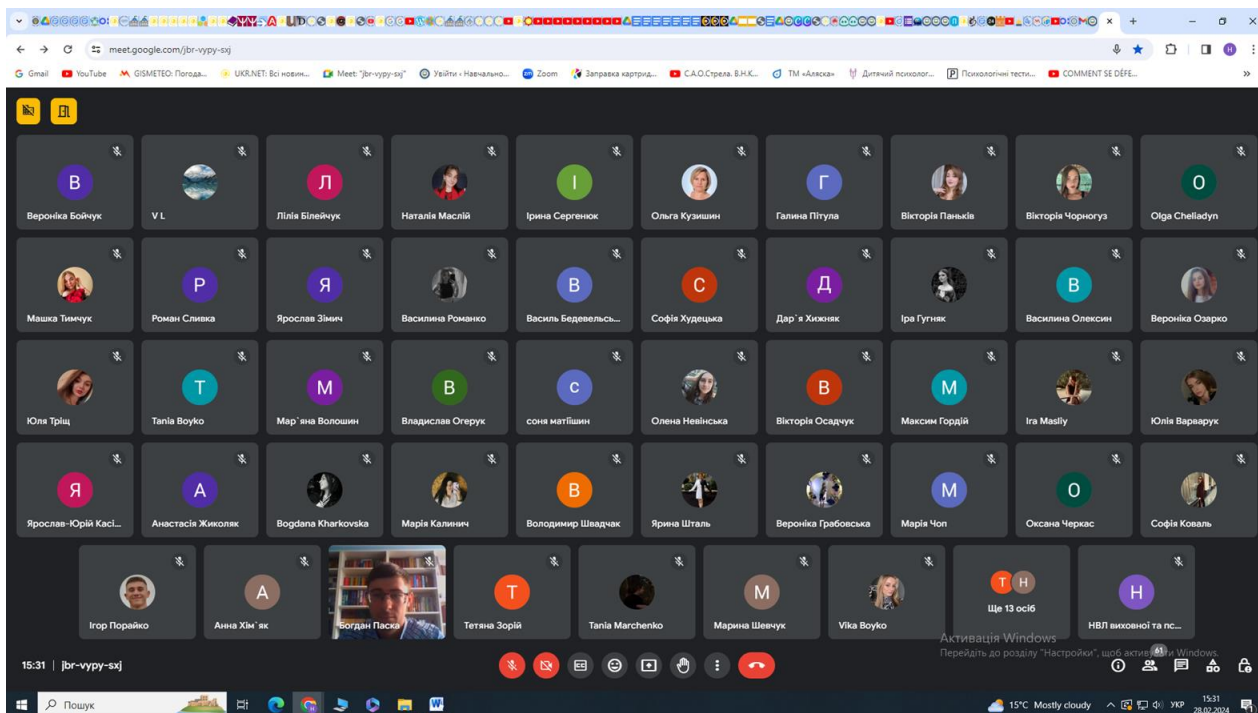 meet.google.com/jbr-vypy-sxj
Gmail
YouTube
GISMETEO: Погода...
UKR.NET: Всі новин...
Meet: "jbr-vypy-sxj"
Увійти ‹ Навчально...
Zoom
Заправка картрид...
С.А.О.Стрела. В.Н.К...
ТМ «Аляска»
Дитячий психолог...
Психологічні тести...
COMMENT SE DÉFE...
В
Л
І
Г
О
Вероніка Бойчук
V L
Лілія Білейчук
Наталія Маслій
Ірина Сергенюк
Ольга Кузишин
Галина Пітула
Вікторія Паньків
Вікторія Чорногуз
Olga Cheliadyn
Р
Я
В
С
Д
В
Машка Тимчук
Роман Сливка
Ярослав Зімич
Василина Романко
Василь Бедевельсь...
Софія Худецька
Дар`я Хижняк
Іра Гугняк
Василина Олексин
Вероніка Озарко
T
М
В
с
В
М
Юля Тріщ
Tania Boyko
Мар`яна Волошин
Владислав Огерук
соня матіїшин
Олена Невінська
Вікторія Осадчук
Максим Гордій
Ira Masliy
Юлія Варварук
Я
А
В
М
О
Ярослав-Юрій Касі...
Анастасія Жиколяк
Bogdana Kharkovska
Марія Калинич
Володимир Швадчак
Ярина Шталь
Вероніка Грабовська
Марія Чоп
Оксана Черкас
Софія Коваль
А
Т
М
Т
Н
Н
Ігор Порайко
Анна Хім`як
Богдан Паска
Тетяна Зорій
Tania Marchenko
Марина Шевчук
Vika Boyko
Ще 13 осіб
НВЛ виховної та пс...
Активація Windows
Перейдіть до розділу "Настройки", щоб активувати Windows.
15:31 | jbr-vypy-sxj
61
Пошук
15°C Mostly cloudy
УКР
15:31
28.02.2024